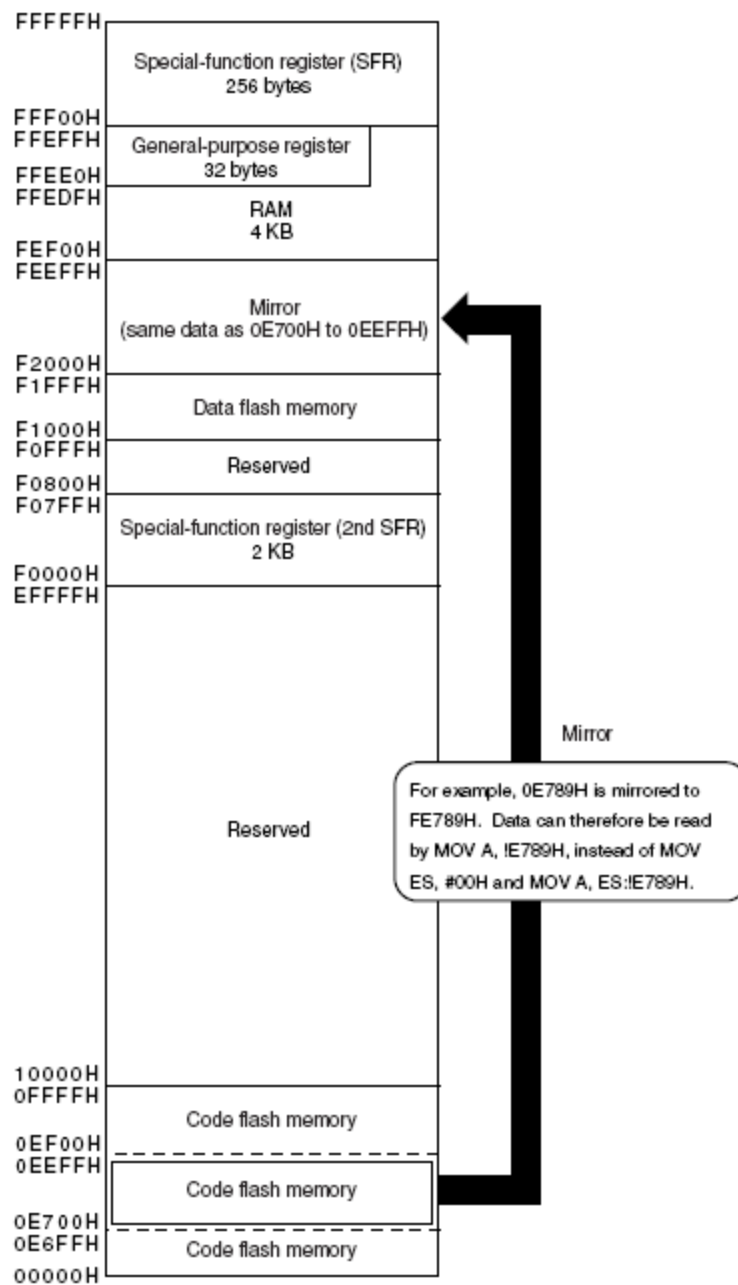 FFFFFH
Special-function register (SFR)
256 bytes
FFF00H
FFEFFH
General-purpose register
32 bytes
FFEE0H
FFEDFH
RAM
4 KB
FEF00H
FEEFFH
Mirror
(same data as 0E700H to 0EEFFH)
F2000H
F1FFFH
Data flash memory
F1000H
F0FFFH
Reserved
F0800H
F07FFH
Special-function register (2nd SFR)
2 KB
F0000H
EFFFFH
Mirror
For example, 0E789H is mirrored to
FE789H. Data can therefore be read
by MOV A, !E789H, instead of MOV
ES, #00H and MOV A, ES:!E789H.
Reserved
10000H
0FFFFH
Code flash memory
0EF00H
0EEFFH
Code flash memory
0E700H
0E6FFH
Code flash memory
00000H